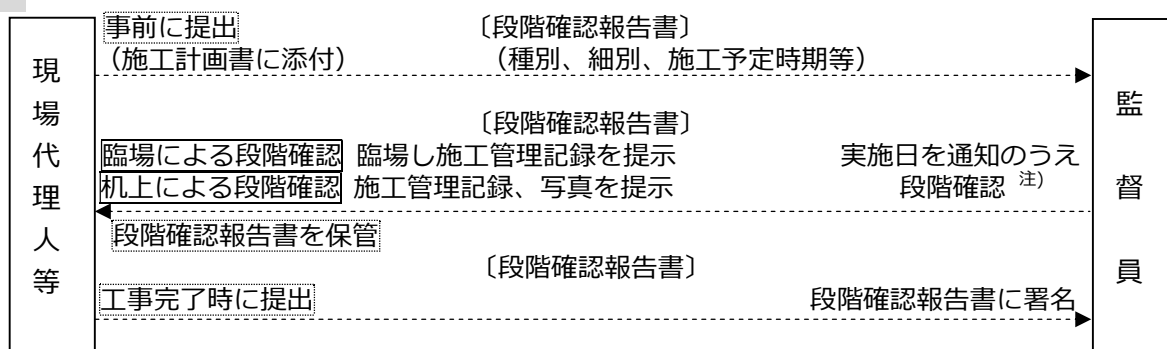 現場代理人等
事前に提出 〔段階確認報告書〕
（施工計画書に添付） （種別、細別、施工予定時期等）
〔段階確認報告書〕
臨場による段階確認 臨場し施工管理記録を提示 実施日を通知のうえ
机上による段階確認 施工管理記録、写真を提示 段階確認 注）
段階確認報告書を保管
〔段階確認報告書〕
工事完了時に提出 段階確認報告書に署名
監督員